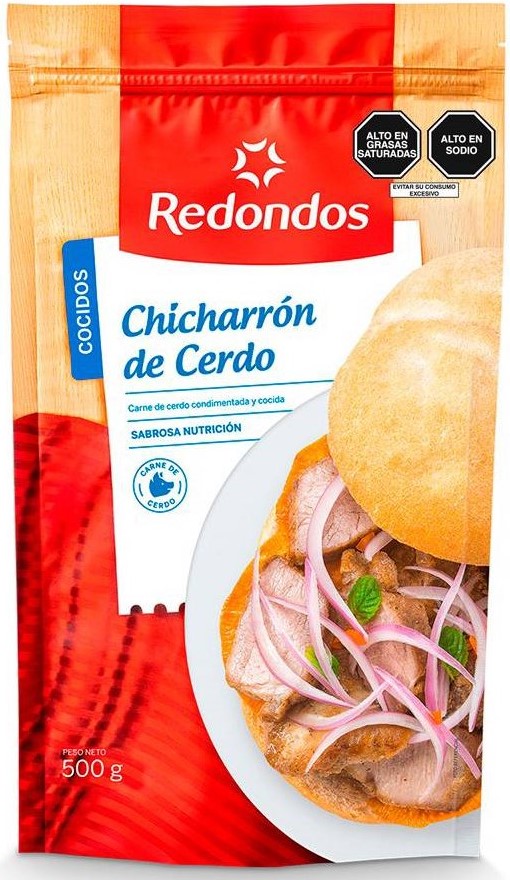 ALTO EN
GRASAS
SATURADAS
ALTO EN
SODIO
EVITAR SU CONSUMO
EXCESIVO
Redondos
COCIDOS
Chicharrón
de Cerdo
Carne de cerdo condimentada y cocida
SABROSA NUTRICIÓN
CARNE DE
CERDO
PESO NETO
500 g